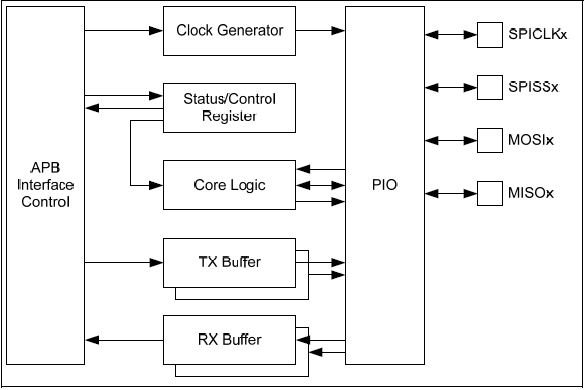 Clock Generator
SPICLKx
Status/Control
Register
SPISSx
MOSIx
APB
Interface
Control
Core Logic
PIO
MISOx
TX Buffer
RX Buffer